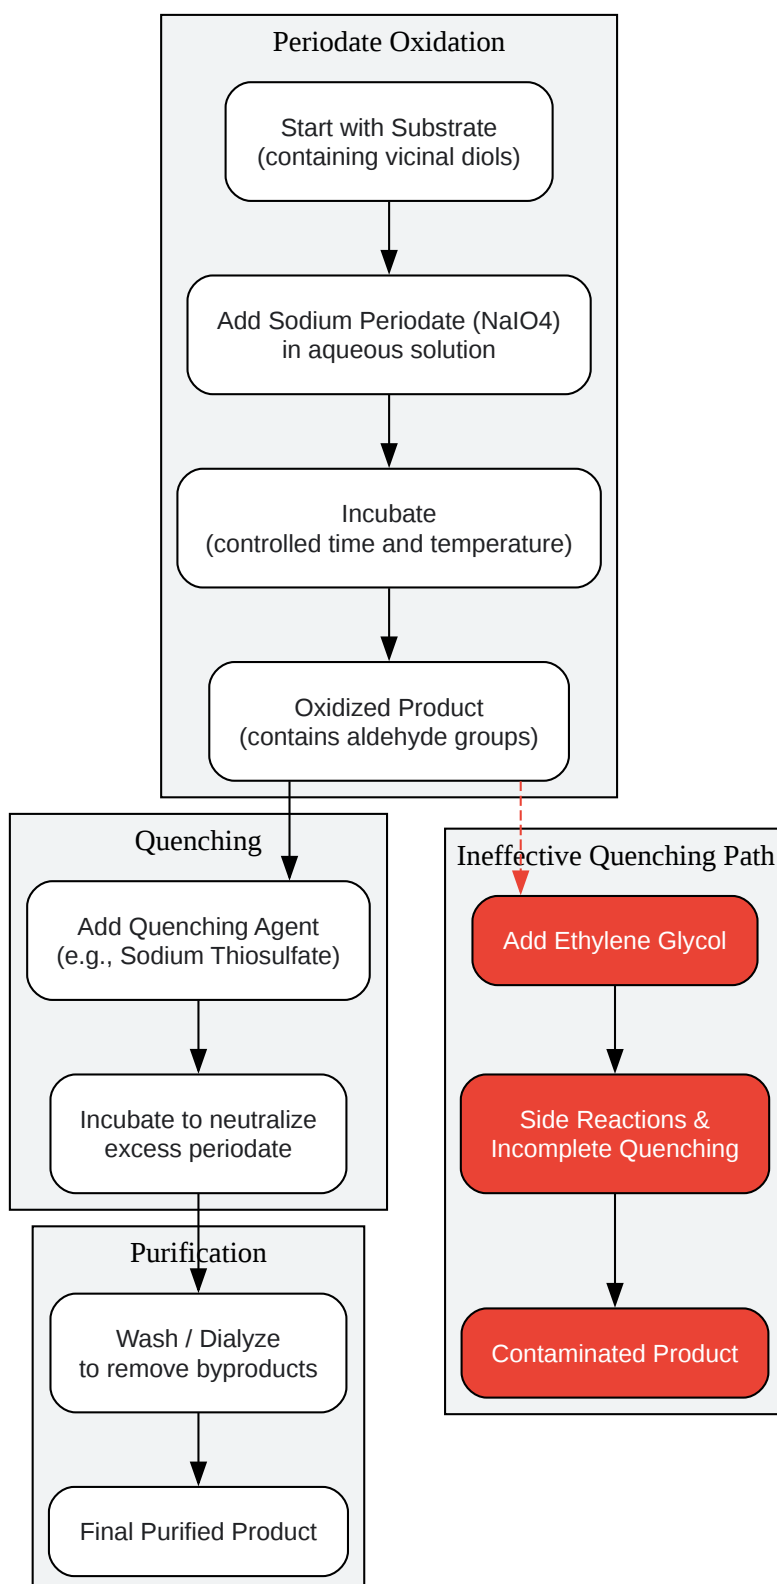 Periodate Oxidation
Start with Substrate
(containing vicinal diols)
Add Sodium Periodate (NaIO4)
in aqueous solution
Incubate
(controlled time and temperature)
Oxidized Product
(contains aldehyde groups)
Quenching
Add Quenching Agent
(e.g., Sodium Thiosulfate)
Incubate to neutralize
excess periodate
Purification
Wash / Dialyze
to remove byproducts
Final Purified Product
Ineffective Quenching Path
Add Ethylene Glycol
Side Reactions &
Incomplete Quenching
Contaminated Product